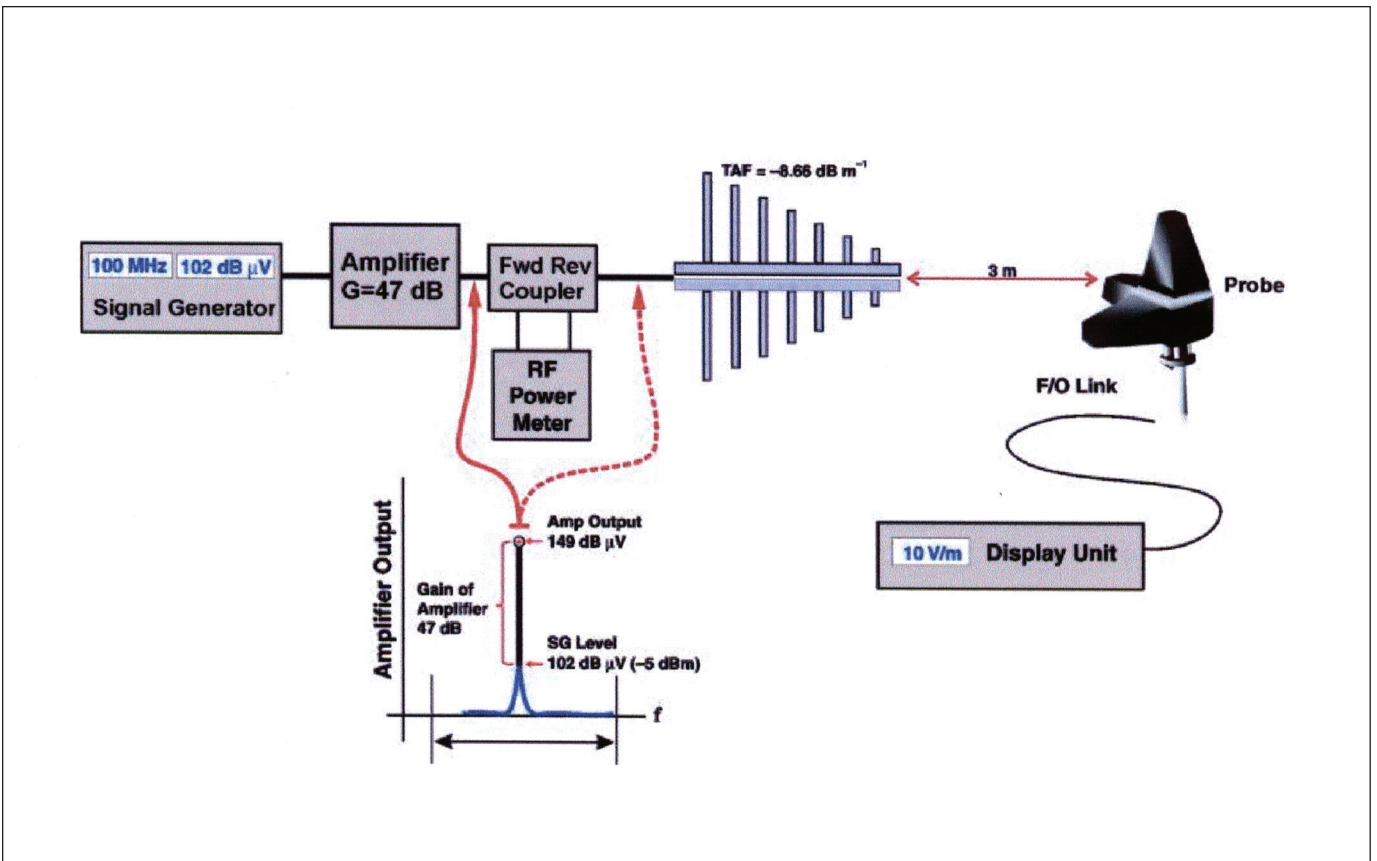 TAF = –8.66 dB m⁻¹
100 MHz 102 dB μV
Signal Generator
Amplifier
G=47 dB
Fwd Rev
Coupler
RF
Power
Meter
3 m
Probe
F/O Link
10 V/m Display Unit
Amplifier Output
Amp Output
149 dB μV
Gain of
Amplifier
47 dB
SG Level
102 dB μV (–5 dBm)
f